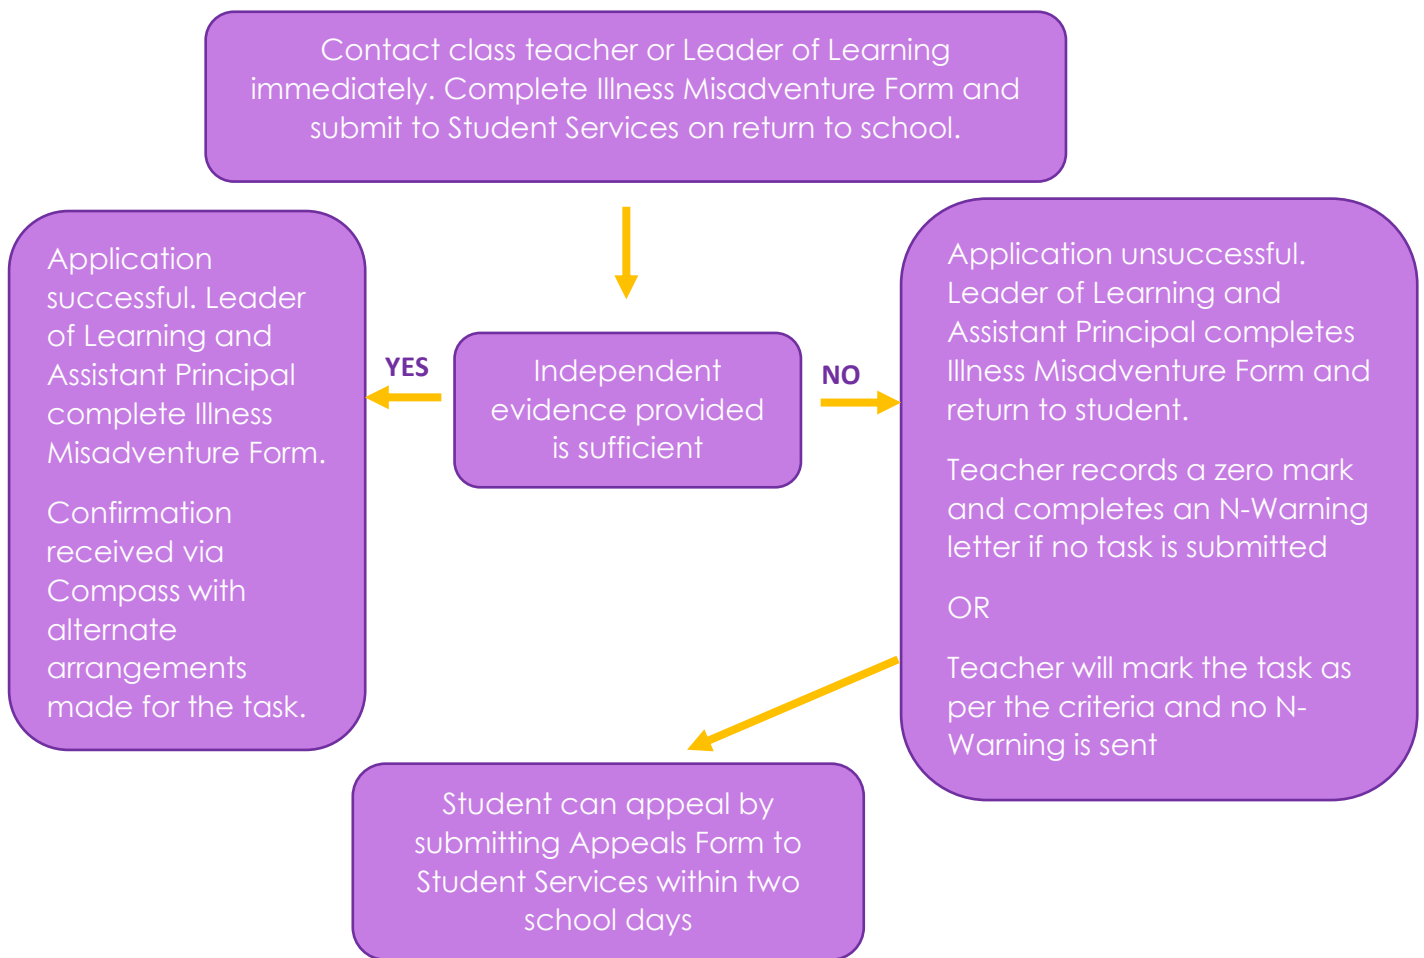 Contact class teacher or Leader of Learning
immediately. Complete Illness Misadventure Form and
submit to Student Services on return to school.
Application
successful. Leader
of Learning and
Assistant Principal
complete Illness
Misadventure Form.
Confirmation
received via
Compass with
alternate
arrangements
made for the task.
YES
Independent
evidence provided
is sufficient
NO
Application unsuccessful.
Leader of Learning and
Assistant Principal completes
Illness Misadventure Form and
return to student.
Teacher records a zero mark
and completes an N-Warning
letter if no task is submitted
OR
Teacher will mark the task as
per the criteria and no N-
Warning is sent
Student can appeal by
submitting Appeals Form to
Student Services within two
school days